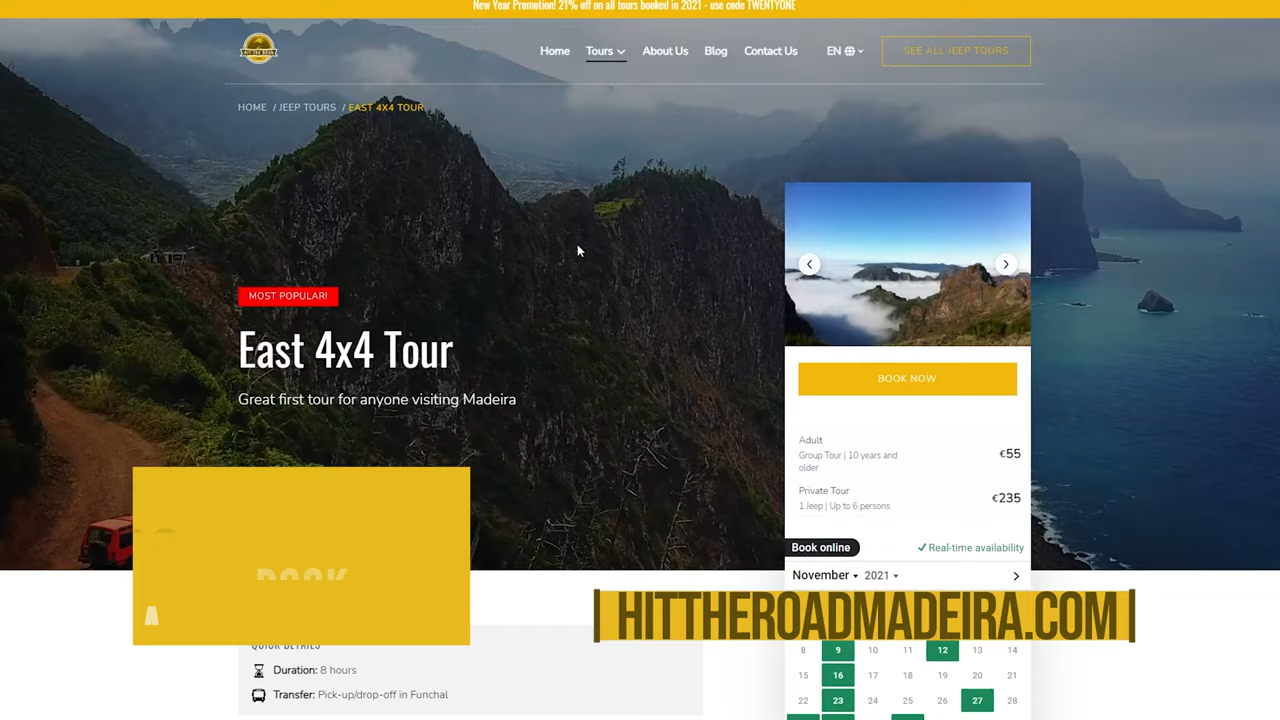 New Year Promotion! 21% off on all tours booked in 2021 - use code TWENTYONE
HIT THE ROAD
Home Tours About Us Blog Contact Us EN SEE ALL JEEP TOURS
HOME / JEEP TOURS / EAST 4X4 TOUR
MOST POPULAR!
East 4x4 Tour
Great first tour for anyone visiting Madeira
BOOK NOW
Adult
Group Tour | 10 years and older
€55
Private Tour
1 Jeep | Up to 6 persons
€235
Book online
Real-time availability
November 2021
BOOK
A
HITTHEROADMADEIRA.COM
8 9 10 11 12 13 14
15 16 17 18 19 20 21
22 23 24 25 26 27 28
QUICK DETAILS
Duration: 8 hours
Transfer: Pick-up/drop-off in Funchal